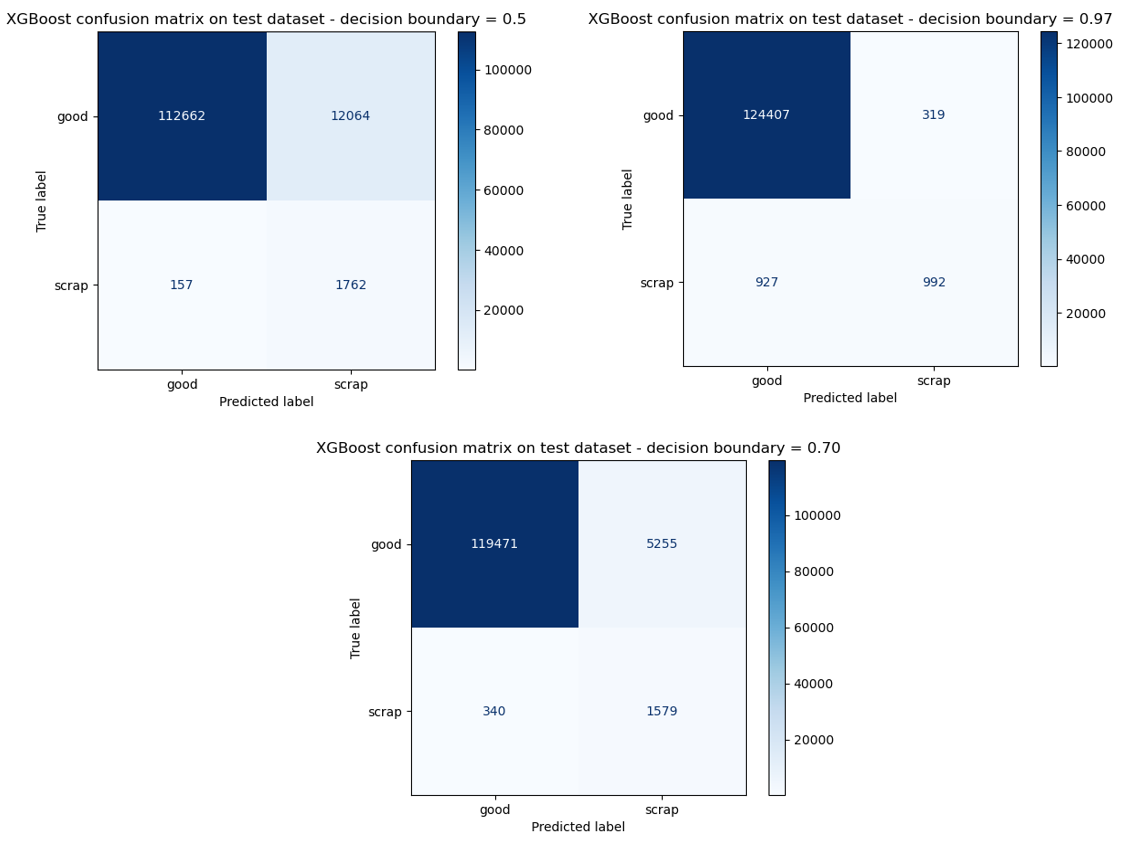 XGBoost confusion matrix on test dataset - decision boundary = 0.5
good
112662
12064
scrap
157
1762
True label
good
scrap
Predicted label
100000
80000
60000
40000
20000
XGBoost confusion matrix on test dataset - decision boundary = 0.97
good
124407
319
scrap
927
992
True label
good
scrap
Predicted label
120000
100000
80000
60000
40000
20000
XGBoost confusion matrix on test dataset - decision boundary = 0.70
good
119471
5255
scrap
340
1579
True label
good
scrap
Predicted label
100000
80000
60000
40000
20000